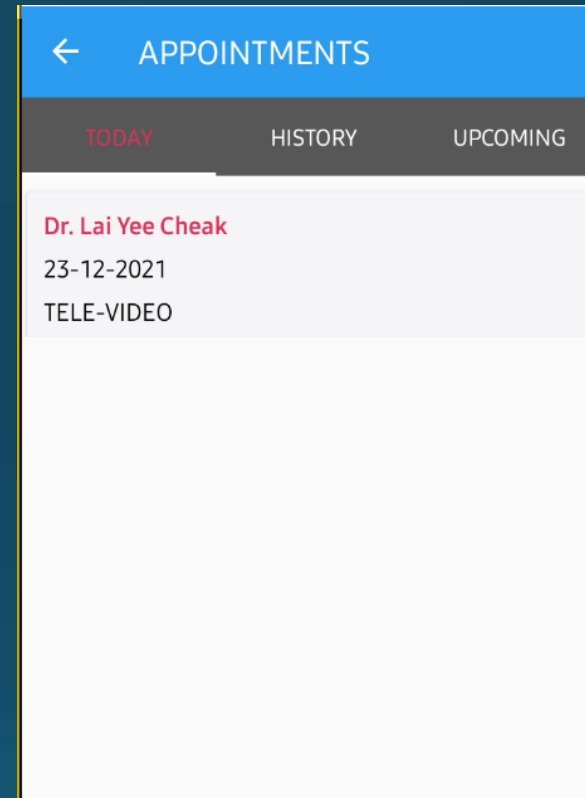 APPOINTMENTS
TODAY HISTORY UPCOMING
Dr. Lai Yee Cheak
23-12-2021
TELE-VIDEO